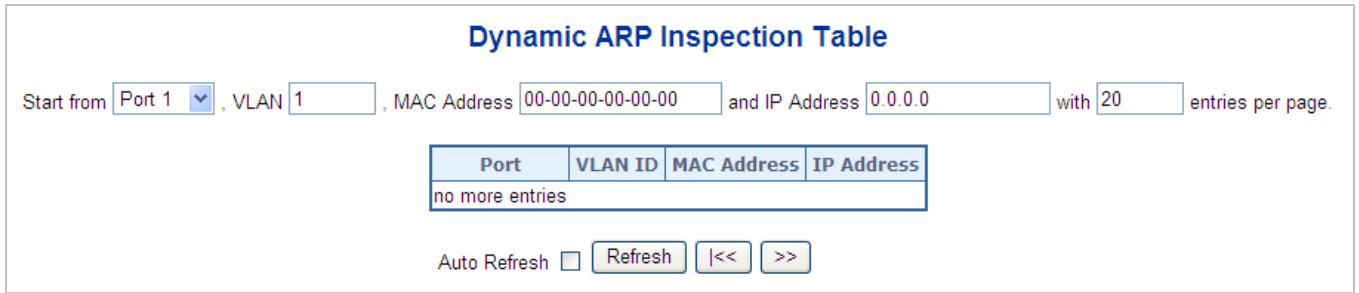 Dynamic ARP Inspection Table
Start from Port 1 , VLAN 1 , MAC Address 00-00-00-00-00-00 and IP Address 0.0.0.0 with 20 entries per page.
Port VLAN ID MAC Address IP Address
no more entries
Auto Refresh Refresh |<< >>